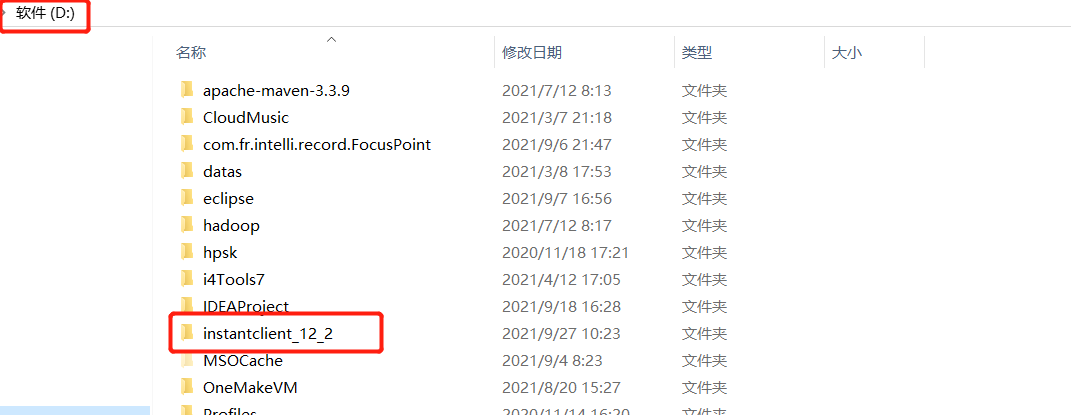 软件 (D:)
名称 修改日期 类型 大小
apache-maven-3.3.9 2021/7/12 8:13 文件夹
CloudMusic 2021/3/7 21:18 文件夹
com.fr.intelli.record.FocusPoint 2021/9/6 21:47 文件夹
datas 2021/3/8 17:53 文件夹
eclipse 2021/9/7 16:56 文件夹
hadoop 2021/7/12 8:17 文件夹
hpsk 2020/11/18 17:21 文件夹
i4Tools7 2021/4/12 17:05 文件夹
IDEAProject 2021/9/18 16:28 文件夹
instantclient_12_2 2021/9/27 10:23 文件夹
MSOCache 2021/9/4 8:23 文件夹
OneMakeVM 2021/8/20 15:27 文件夹
Profiles 2020/11/14 16:20 文件夹